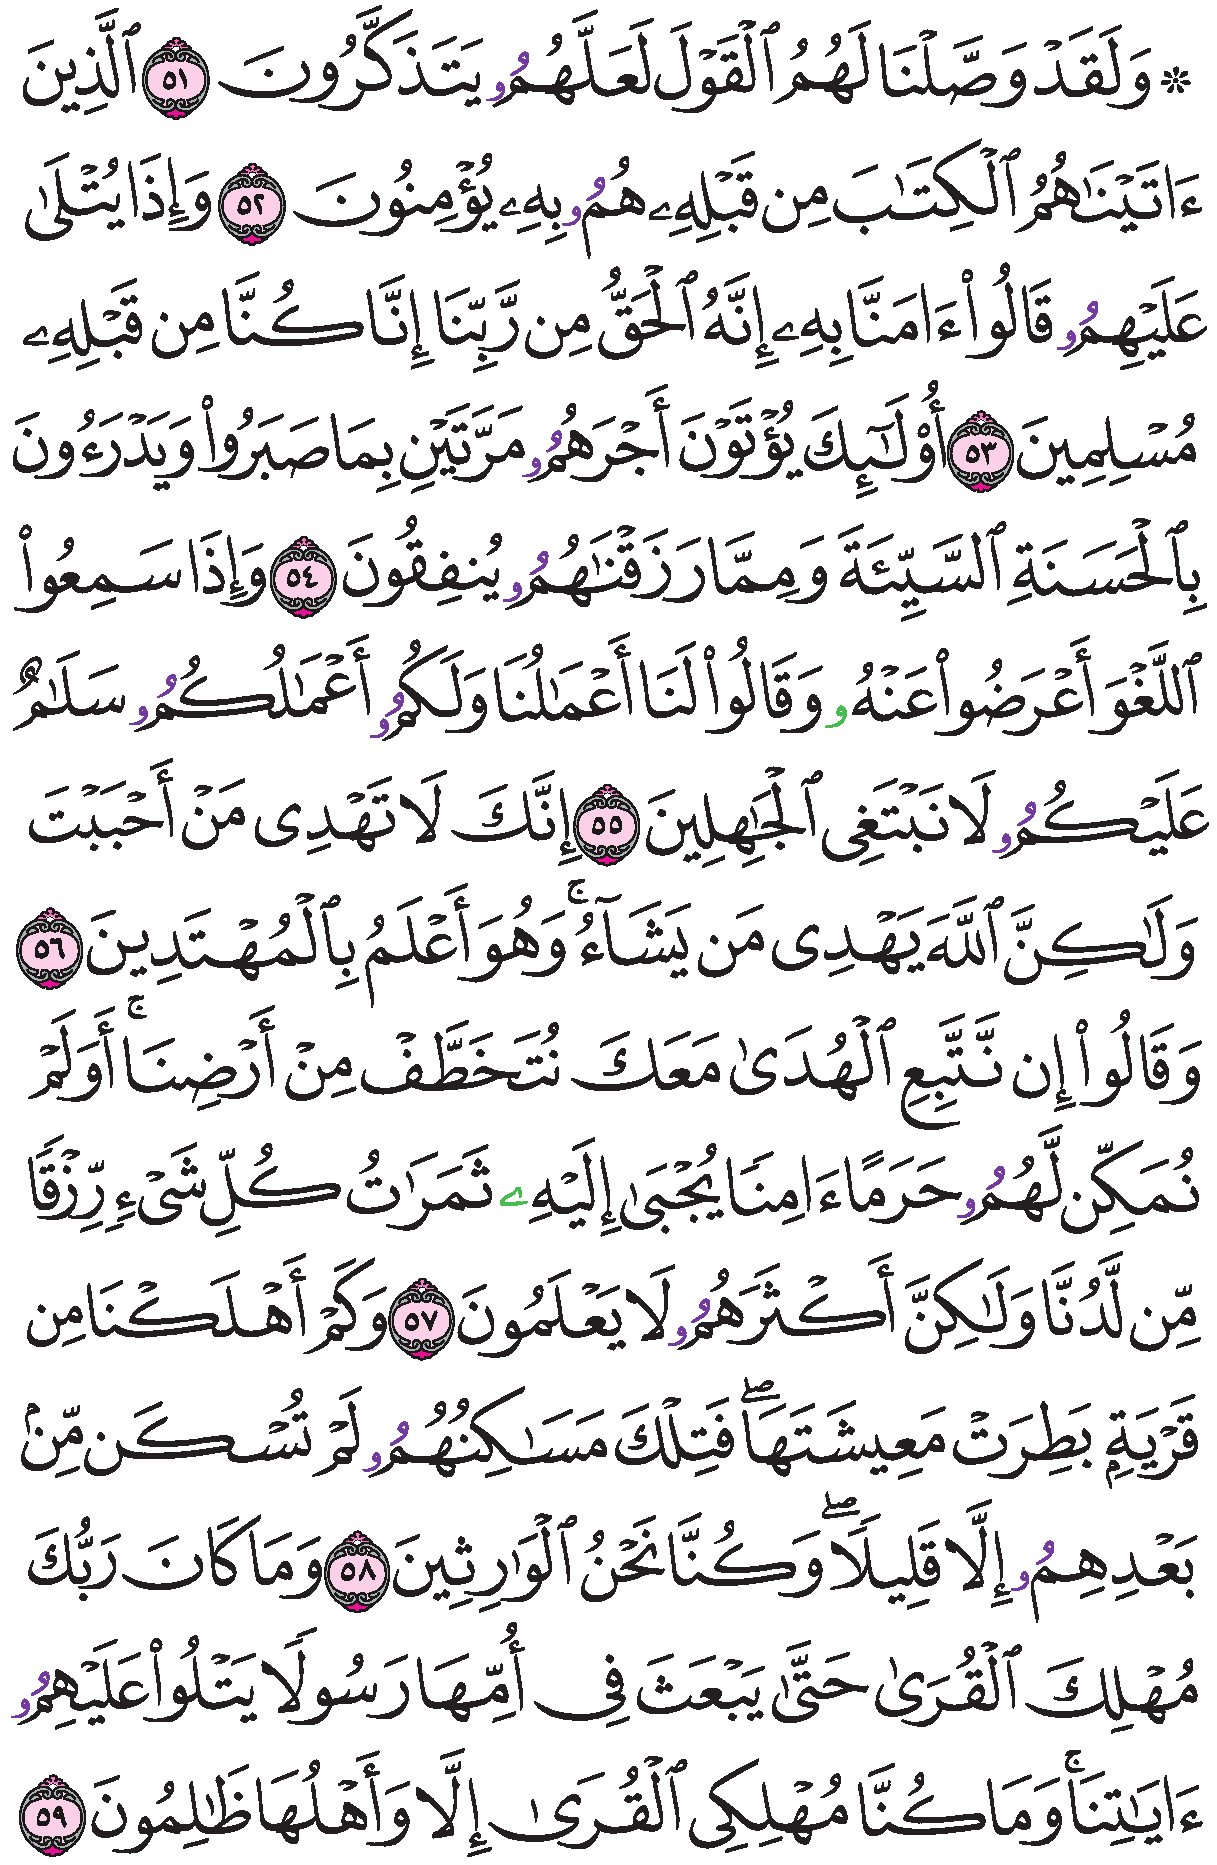 ۞ وَلَقَدْ وَصَّلْنَا لَهُمُ ٱلْقَوْلَ لَعَلَّهُمُۥ يَتَذَكَّرُونَ ٥١ ٱلَّذِينَ
ءَاتَيْنَٰهُمُ ٱلْكِتَٰبَ مِن قَبْلِهِۦ هُمُۥ بِهِۦ يُؤْمِنُونَ ٥٢ وَإِذَا يُتْلَىٰ
عَلَيْهِمُۥ قَالُوٓاْ ءَامَنَّا بِهِۦ إِنَّهُ ٱلْحَقُّ مِن رَّبِّنَا إِنَّا كُنَّا مِن قَبْلِهِۦ
مُسْلِمِينَ ٥٣ أُوْلَٰٓئِكَ يُؤْتَوْنَ أَجْرَهُمُۥ مَرَّتَيْنِ بِمَا صَبَرُواْ وَيَدْرَءُونَ
بِٱلْحَسَنَةِ ٱلسَّيِّئَةَ وَمِمَّا رَزَقْنَٰهُمُۥ يُنفِقُونَ ٥٤ وَإِذَا سَمِعُواْ
ٱللَّغْوَ أَعْرَضُواْ عَنْهُۥ وَقَالُواْ لَنَا أَعْمَٰلُنَا وَلَكُمُۥ أَعْمَٰلُكُمُۥ سَلَٰمٌ
عَلَيْكُمُۥ لَا نَبْتَغِى ٱلْجَٰهِلِينَ ٥٥ إِنَّكَ لَا تَهْدِى مَنْ أَحْبَبْتَ
وَلَٰكِنَّ ٱللَّهَ يَهْدِى مَن يَشَآءُ ۚ وَهُوَ أَعْلَمُ بِٱلْمُهْتَدِينَ ٥٦
وَقَالُواْ إِن نَّتَّبِعِ ٱلْهُدَىٰ مَعَكَ نُتَخَطَّفْ مِنْ أَرْضِنَا ۚ أَوَلَمْ
نُمَكِّن لَّهُمُۥ حَرَمًا ءَامِنًا يُجْبَىٰ إِلَيْهِۦ ثَمَرَٰتُ كُلِّ شَىْءٍ رِّزْقًا
مِّن لَّدُنَّا وَلَٰكِنَّ أَكْثَرَهُمُۥ لَا يَعْلَمُونَ ٥٧ وَكَمْ أَهْلَكْنَا مِن
قَرْيَةٍۭ بَطِرَتْ مَعِيشَتَهَا ۖ فَتِلْكَ مَسَٰكِنُهُمُۥ لَمْ تُسْكَن مِّنۢ
بَعْدِهِمُۥ إِلَّا قَلِيلًا ۖ وَكُنَّا نَحْنُ ٱلْوَٰرِثِينَ ٥٨ وَمَا كَانَ رَبُّكَ
مُهْلِكَ ٱلْقُرَىٰ حَتَّىٰ يَبْعَثَ فِى أُمِّهَا رَسُولًا يَتْلُواْ عَلَيْهِمُۥ
ءَايَٰتِنَا ۚ وَمَا كُنَّا مُهْلِكِى ٱلْقُرَىٰ إِلَّا وَأَهْلُهَا ظَٰلِمُونَ ٥٩